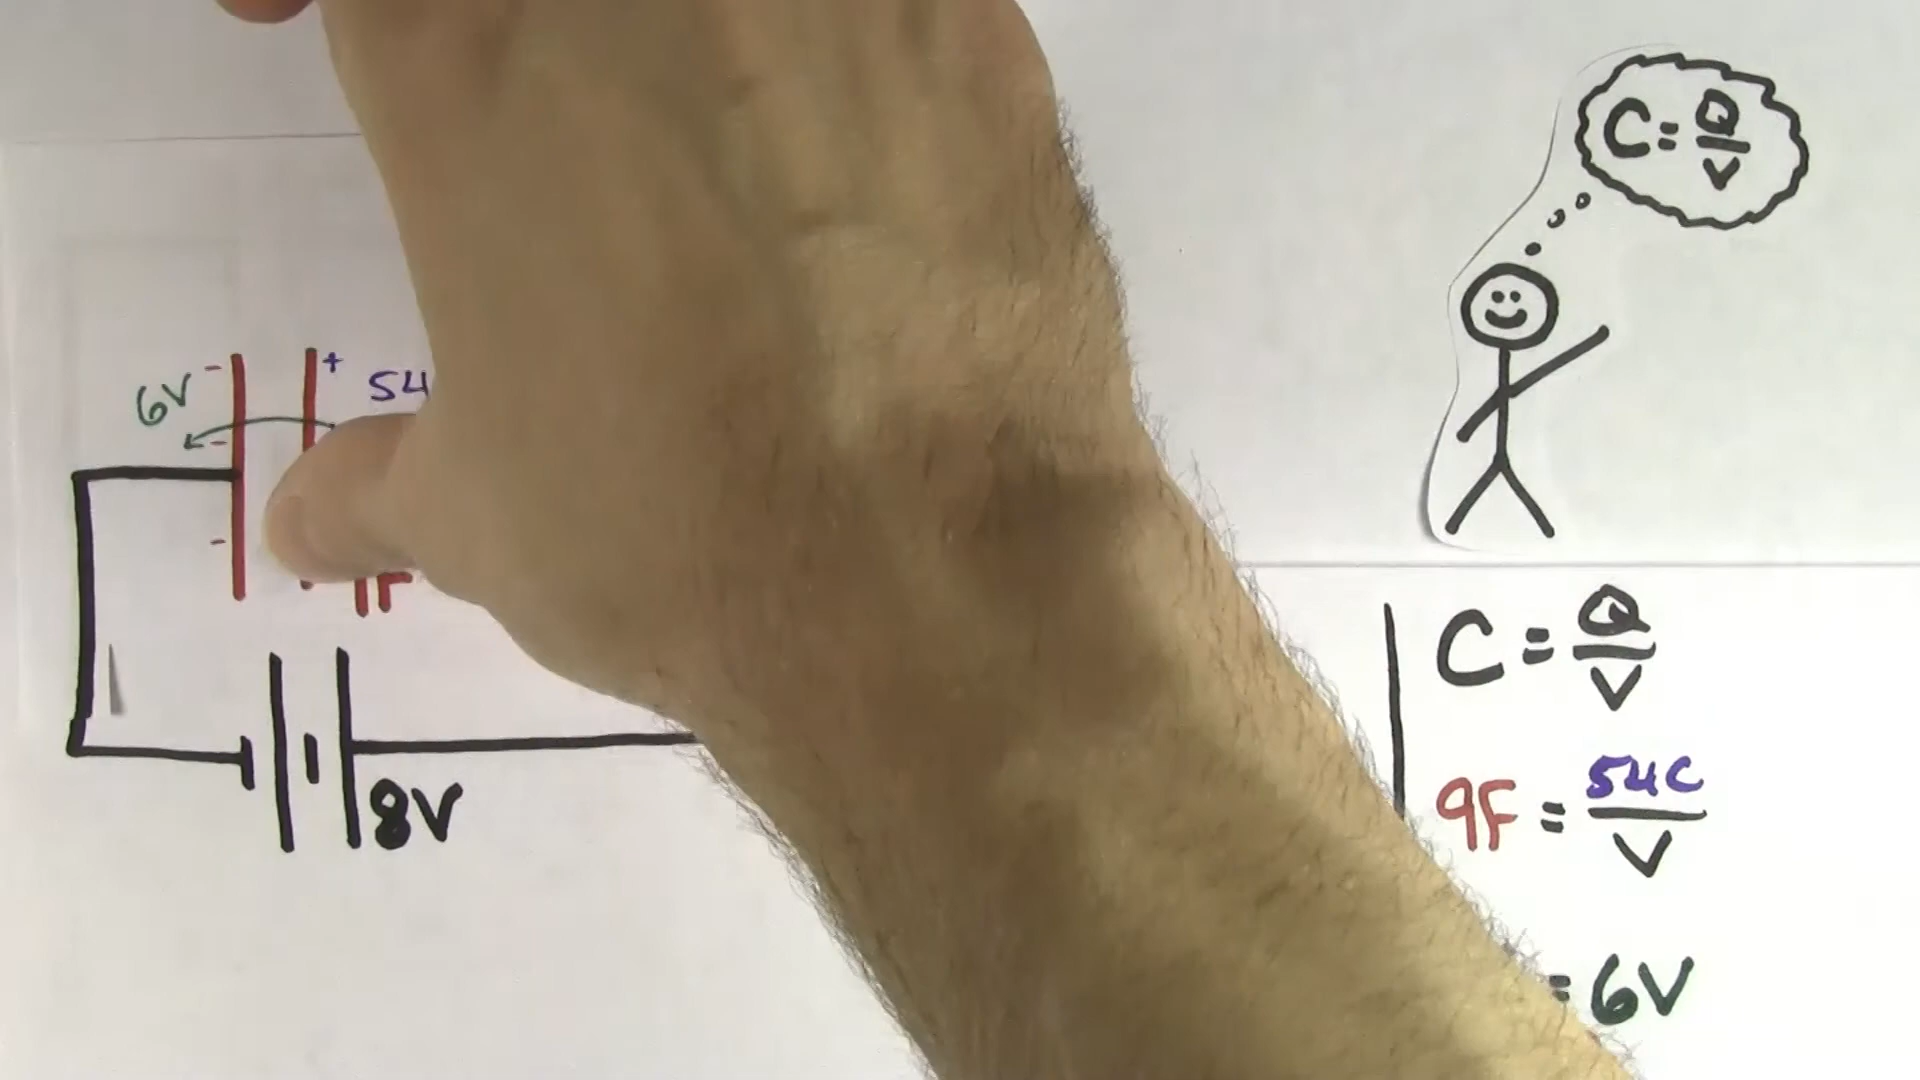 C = Q/V
6V
- +
54
-
-
8V
C = Q/V
9F = 54C/V
= 6V